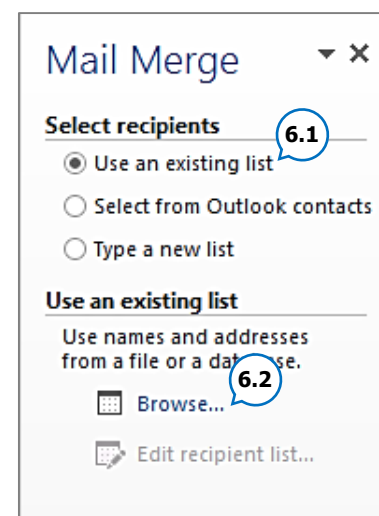 Mail Merge
Select recipients
6.1
Use an existing list
Select from Outlook contacts
Type a new list
Use an existing list
Use names and addresses
from a file or a database.
6.2
Browse...
Edit recipient list...